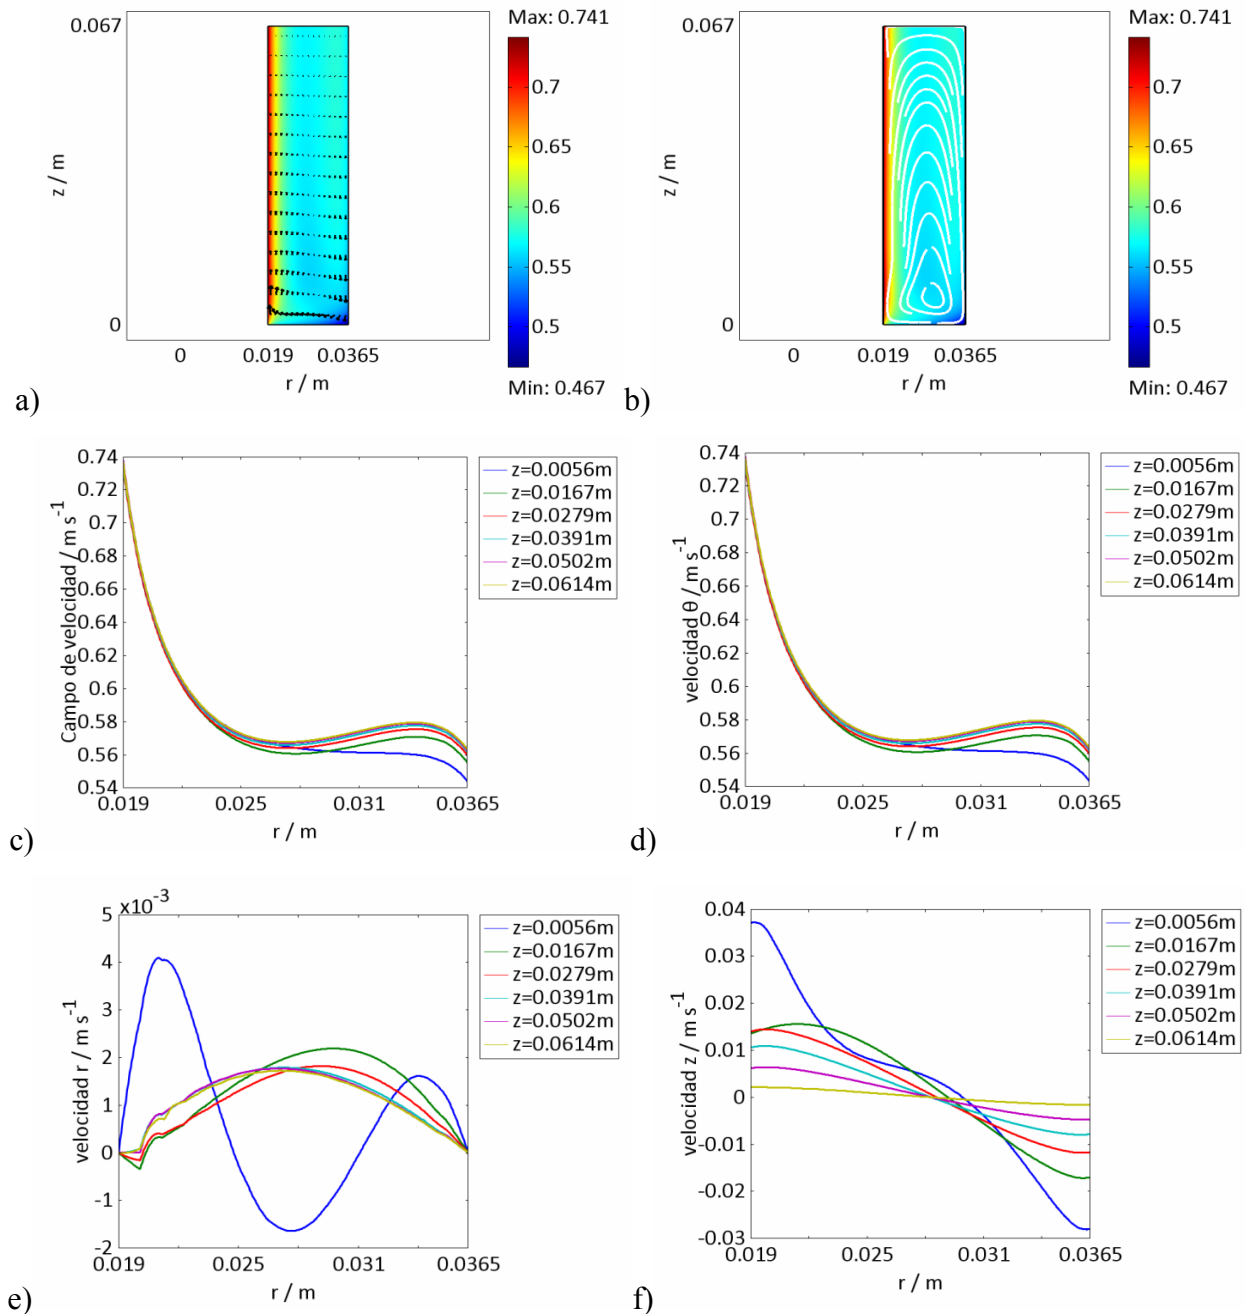 Max: 0.741
0.067
z / m
0
0
0.019
0.0365
r / m
0.7
0.65
0.6
0.55
0.5
Min: 0.467
a)
Max: 0.741
0.067
z / m
0
0
0.019
0.0365
r / m
0.7
0.65
0.6
0.55
0.5
Min: 0.467
b)
0.74
0.72
0.7
0.68
0.66
0.64
0.62
0.6
0.58
0.56
0.54
Campo de velocidad / m s-1
0.019
0.025
0.031
0.0365
r / m
z=0.0056m
z=0.0167m
z=0.0279m
z=0.0391m
z=0.0502m
z=0.0614m
c)
0.74
0.72
0.7
0.68
0.66
0.64
0.62
0.6
0.58
0.56
0.54
velocidad θ / m s-1
0.019
0.025
0.031
0.0365
r / m
z=0.0056m
z=0.0167m
z=0.0279m
z=0.0391m
z=0.0502m
z=0.0614m
d)
x10-3
5
4
3
2
1
0
-1
-2
velocidad r / m s-1
0.019
0.025
0.031
0.0365
r / m
z=0.0056m
z=0.0167m
z=0.0279m
z=0.0391m
z=0.0502m
z=0.0614m
e)
0.04
0.03
0.02
0.01
0
-0.01
-0.02
-0.03
velocidad z / m s-1
0.019
0.025
0.031
0.0365
r / m
z=0.0056m
z=0.0167m
z=0.0279m
z=0.0391m
z=0.0502m
z=0.0614m
f)